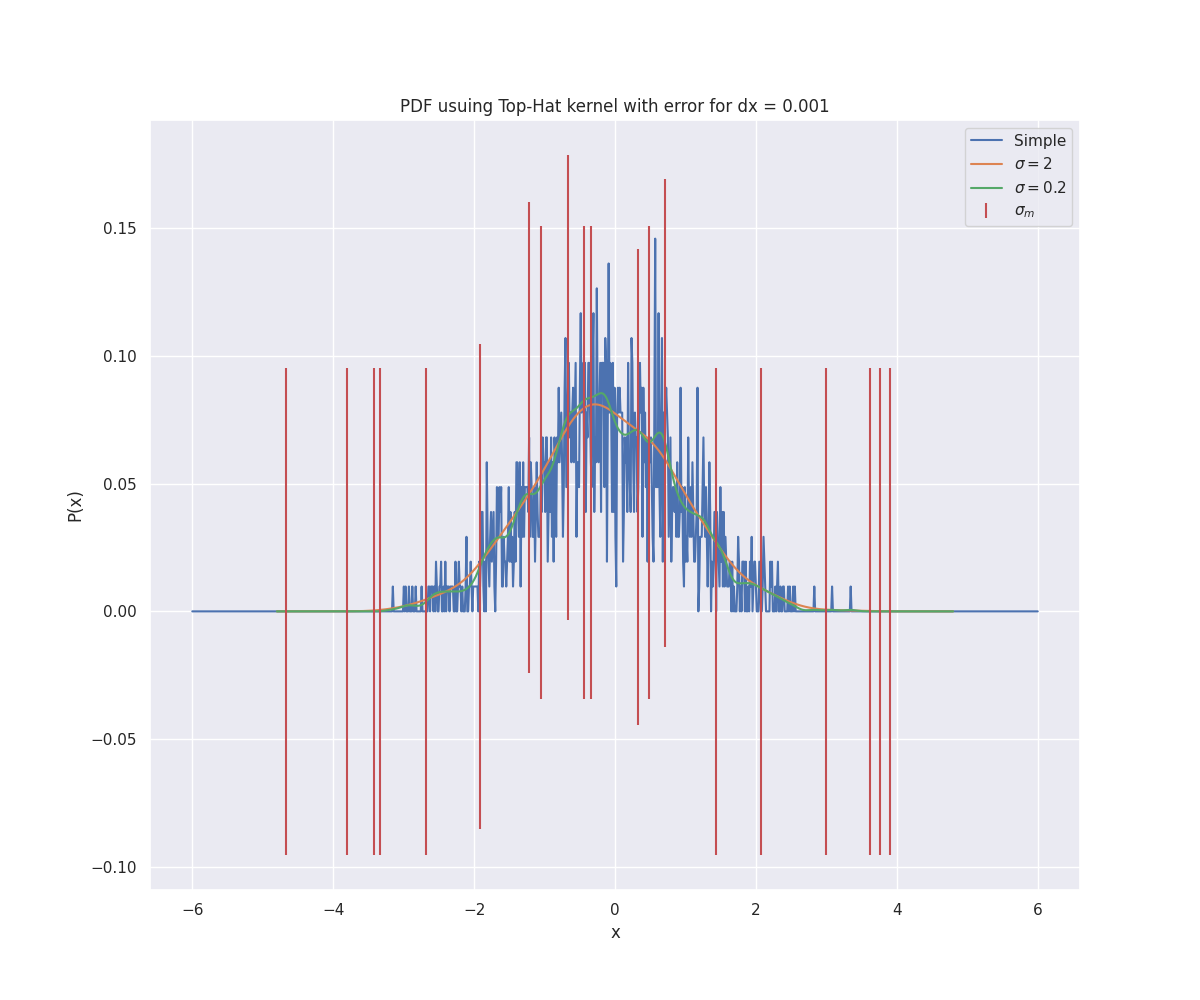 PDF usuing Top-Hat kernel with error for dx = 0.001
Simple
σ = 2
σ = 0.2
σₘ
0.15
0.10
0.05
0.00
−0.05
−0.10
P(x)
−6 −4 −2 0 2 4 6
x